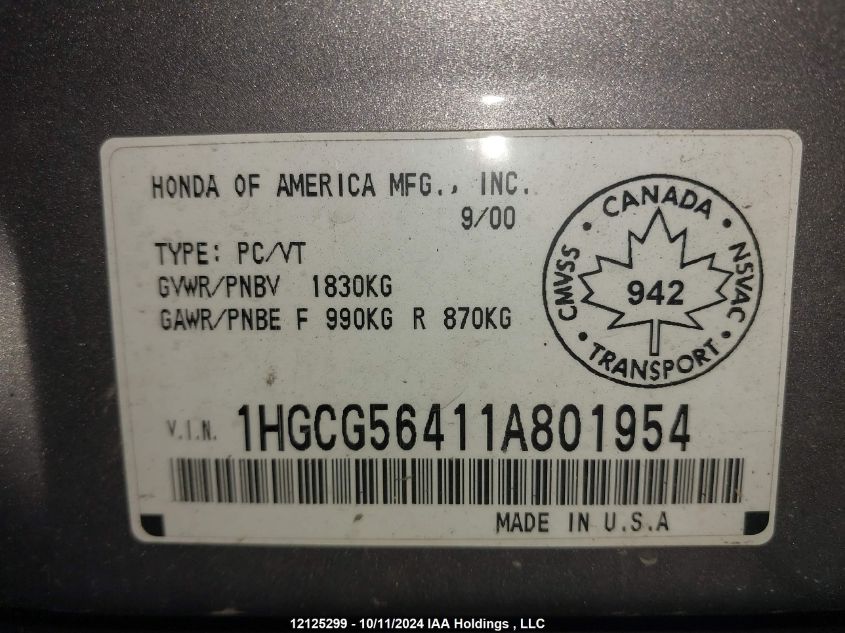 HONDA OF AMERICA MFG., INC.
9/00
TYPE: PC/VT
GVWR/PNBV 1830KG
GAWR/PNBE F 990KG R 870KG
CANADA
CMVSS
NSVAC
942
TRANSPORT
V.I.N. 1HGCG56411A801954
MADE IN U.S.A
12125299 - 10/11/2024 IAA Holdings , LLC